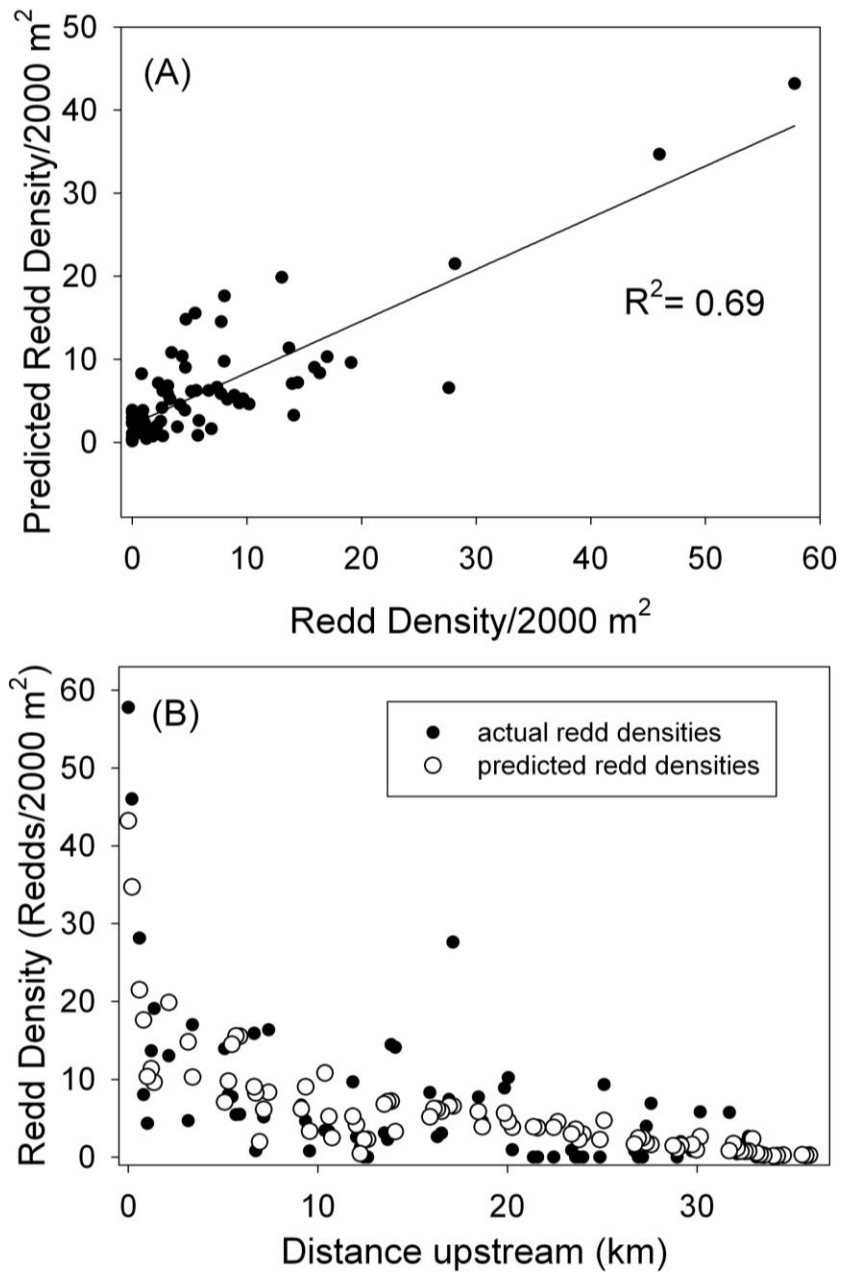 (A)
Predicted Redd Density/2000 m²
50
40
30
20
10
0
R²= 0.69
0 10 20 30 40 50 60
Redd Density/2000 m²
(B)
Redd Density (Redds/2000 m²)
60
50
40
30
20
10
0
actual redd densities
predicted redd densities
0 10 20 30
Distance upstream (km)